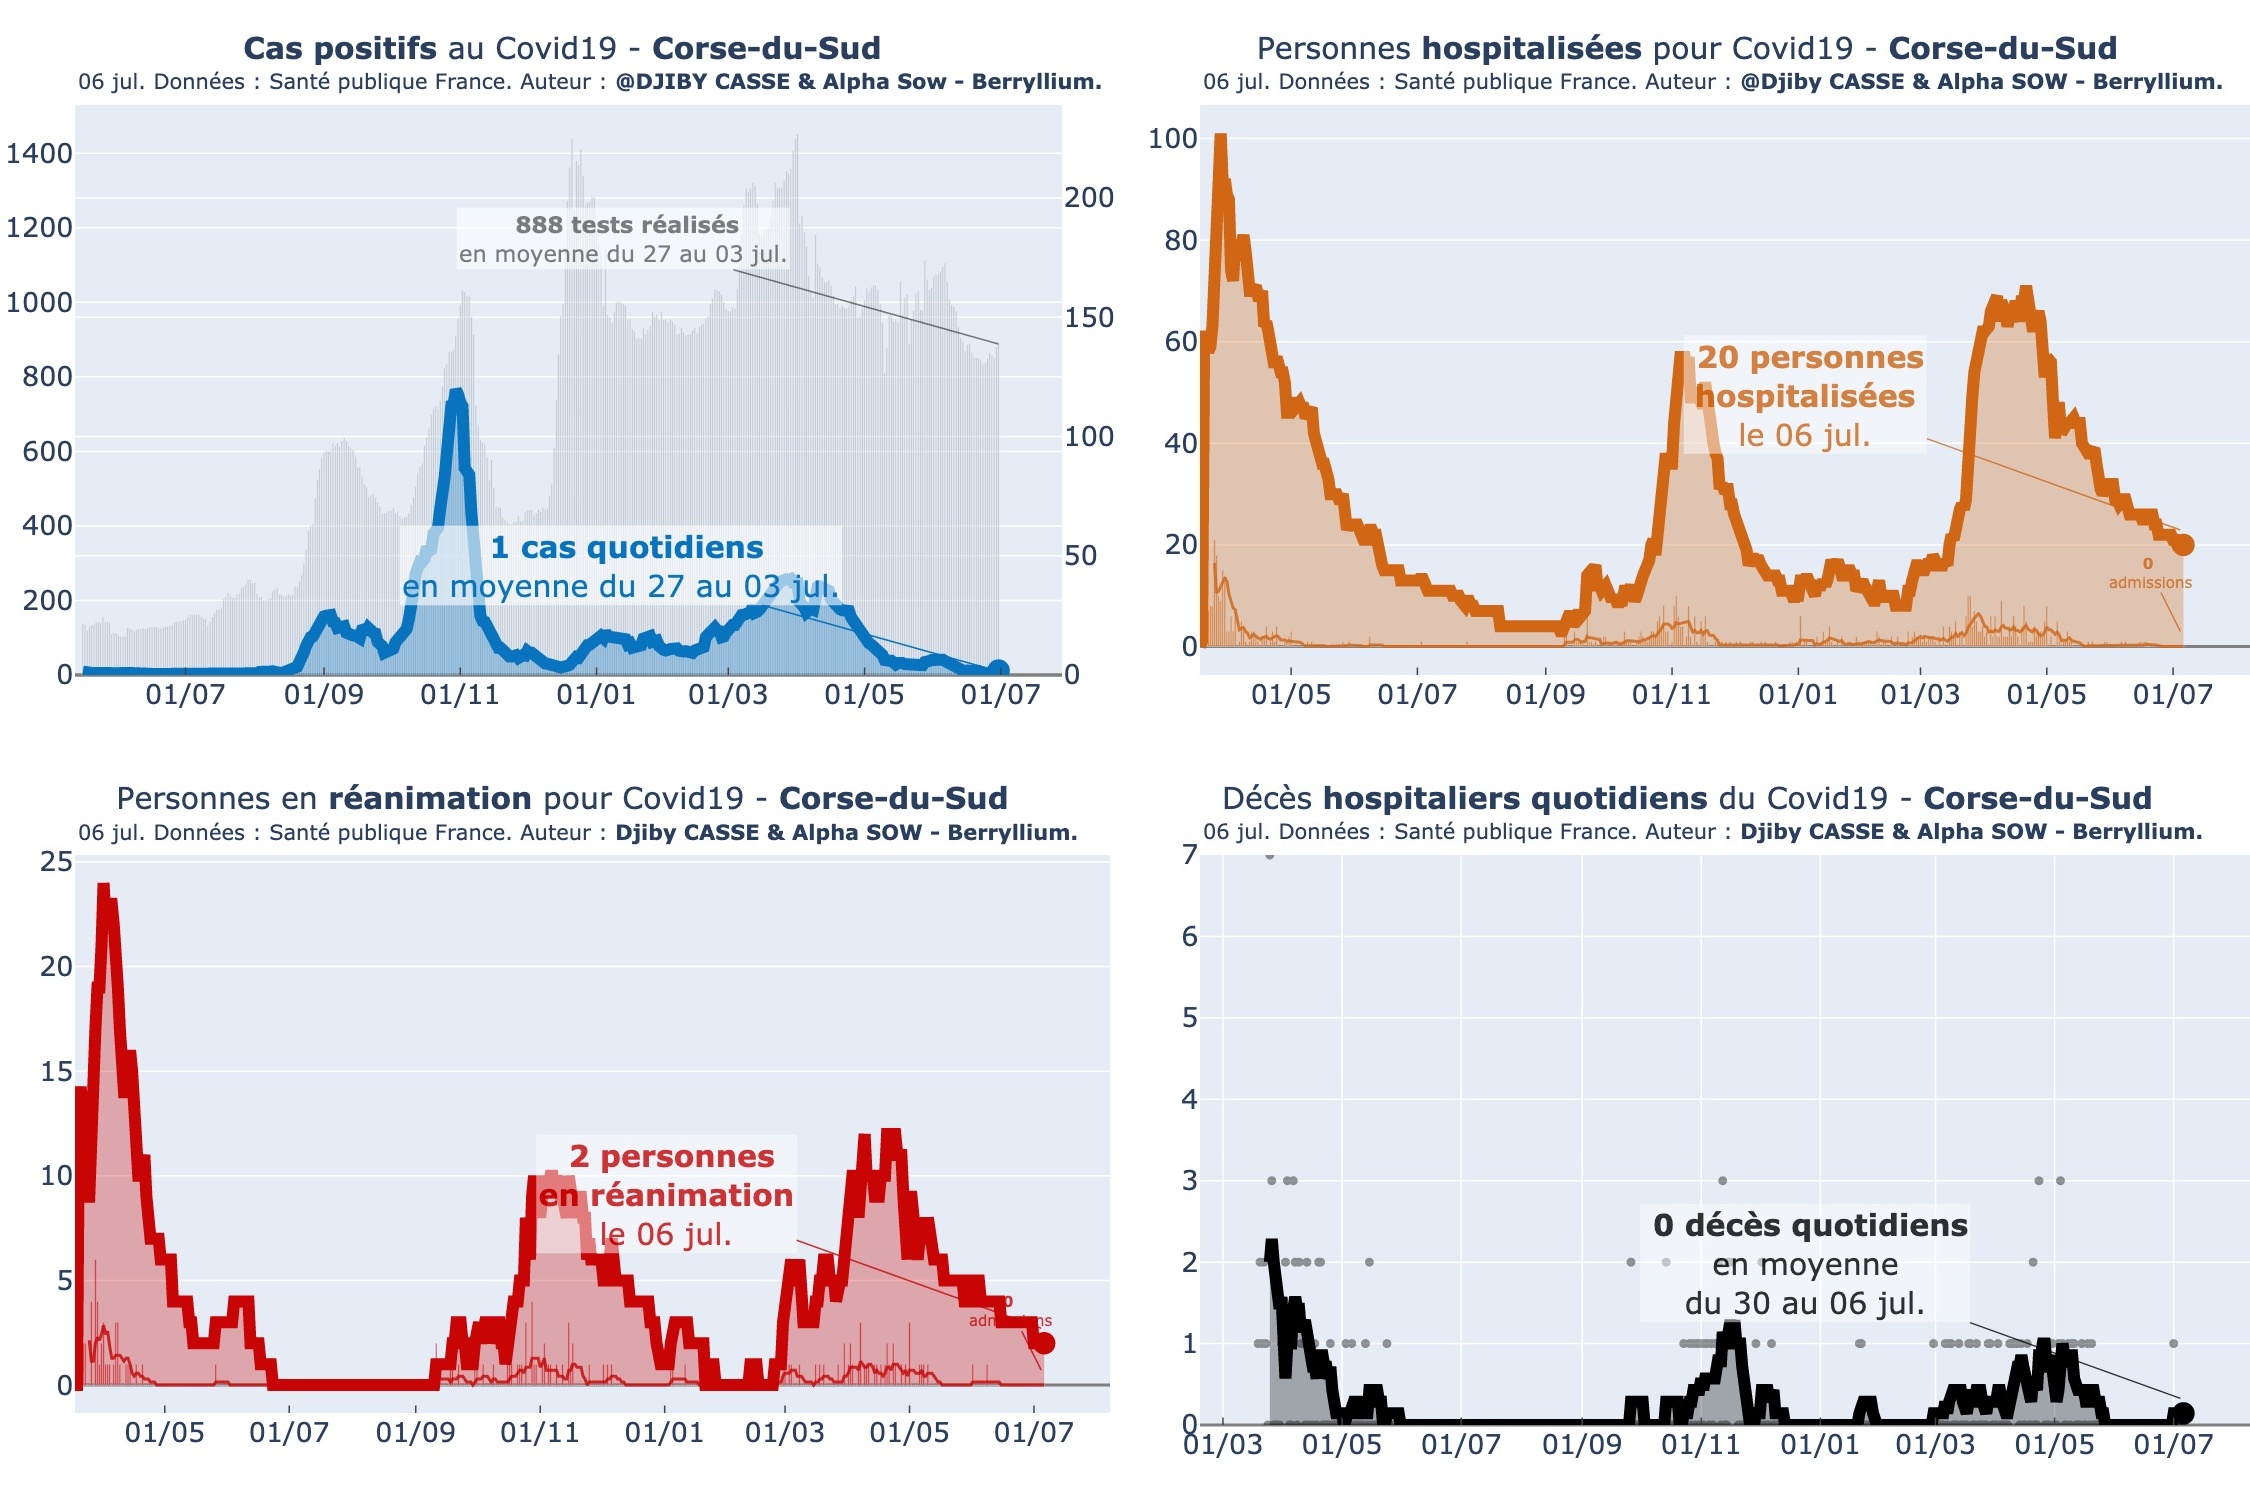 Cas positifs au Covid19 - Corse-du-Sud
06 jul. Données : Santé publique France. Auteur : @DJIBY CASSE & Alpha Sow - Berryllium.
1400
1200
1000
800
600
400
200
0
200
150
100
50
0
888 tests réalisés
en moyenne du 27 au 03 jul.
1 cas quotidiens
en moyenne du 27 au 03 jul.
01/07 01/09 01/11 01/01 01/03 01/05 01/07
Personnes hospitalisées pour Covid19 - Corse-du-Sud
06 jul. Données : Santé publique France. Auteur : @Djiby CASSE & Alpha SOW - Berryllium.
100
80
60
40
20
0
20 personnes
hospitalisées
le 06 jul.
0
admissions
01/05 01/07 01/09 01/11 01/01 01/03 01/05 01/07
Personnes en réanimation pour Covid19 - Corse-du-Sud
06 jul. Données : Santé publique France. Auteur : Djiby CASSE & Alpha SOW - Berryllium.
25
20
15
10
5
0
2 personnes
en réanimation
le 06 jul.
0
admissions
01/05 01/07 01/09 01/11 01/01 01/03 01/05 01/07
Décès hospitaliers quotidiens du Covid19 - Corse-du-Sud
06 jul. Données : Santé publique France. Auteur : Djiby CASSE & Alpha SOW - Berryllium.
7
6
5
4
3
2
1
0
0 décès quotidiens
en moyenne
du 30 au 06 jul.
01/03 01/05 01/07 01/09 01/11 01/01 01/03 01/05 01/07